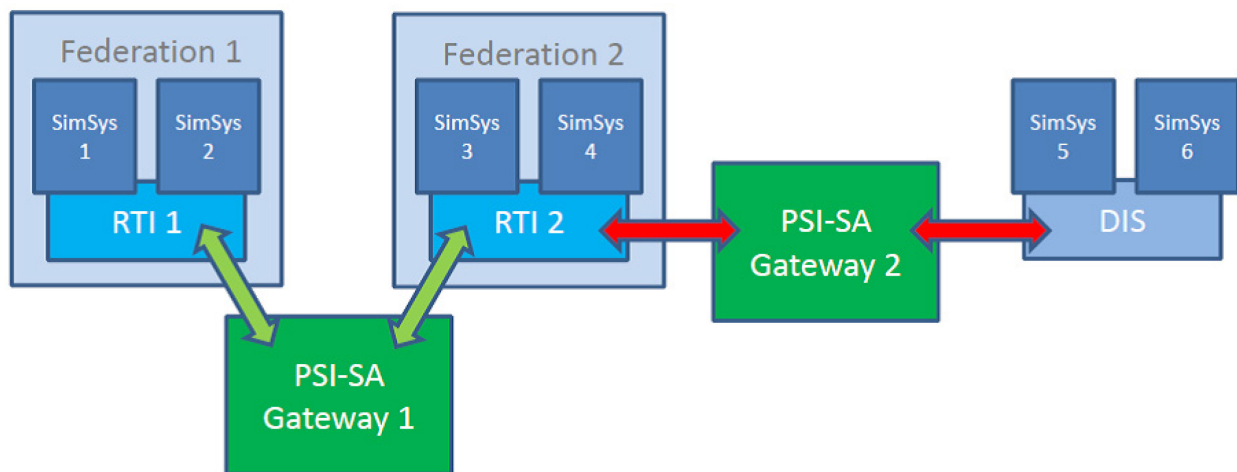 Federation 1
SimSys
1
SimSys
2
RTI 1
Federation 2
SimSys
3
SimSys
4
RTI 2
PSI-SA
Gateway 1
PSI-SA
Gateway 2
SimSys
5
SimSys
6
DIS